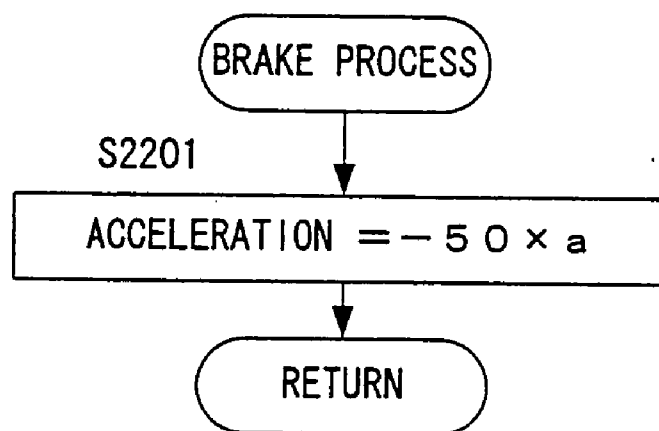 BRAKE PROCESS
S2201
ACCELERATION =-50×a
RETURN